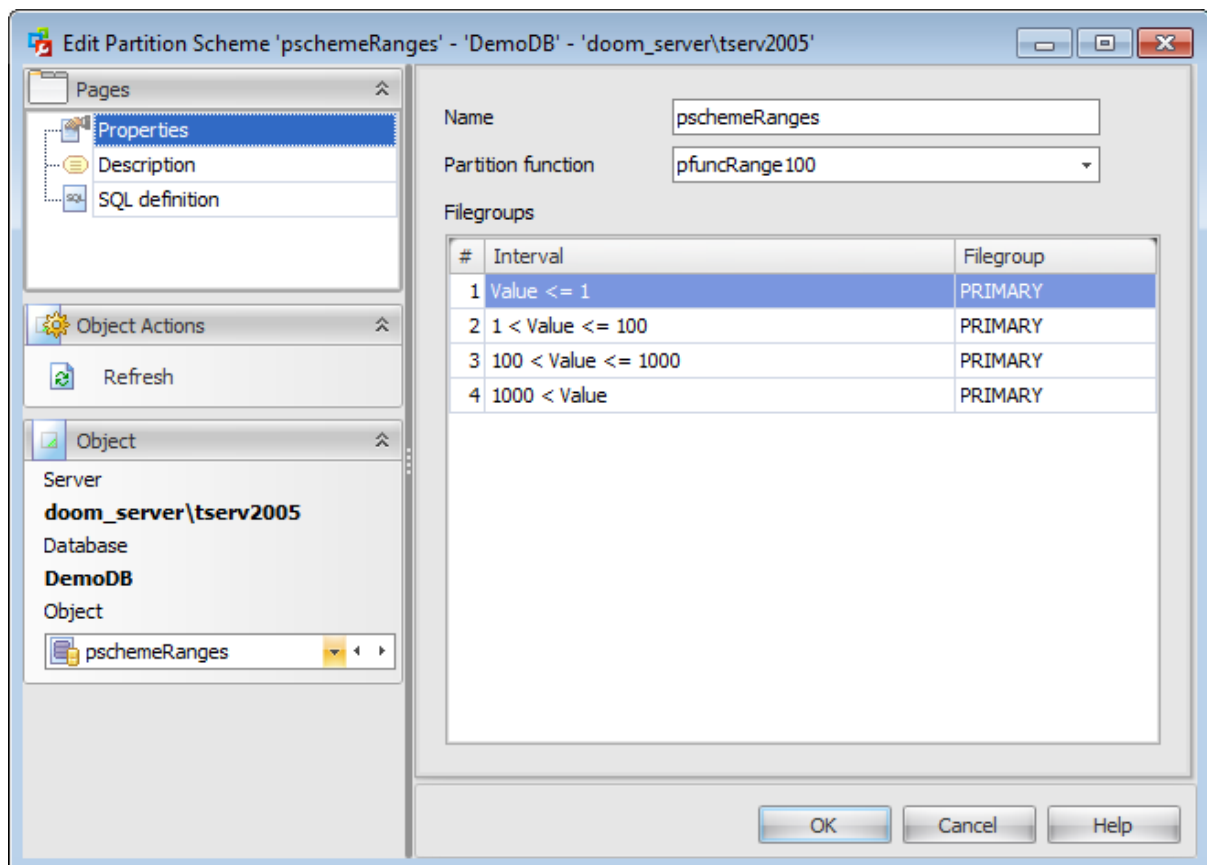 Edit Partition Scheme 'pschemeRanges' - 'DemoDB' - 'doom_server\tserv2005'
Pages
Properties
Description
SQL SQL definition
Object Actions
Refresh
Object
Server
doom_server\tserv2005
Database
DemoDB
Object
pschemeRanges
Name pschemeRanges
Partition function pfuncRange100
Filegroups
# Interval Filegroup
1 Value <= 1 PRIMARY
2 1 < Value <= 100 PRIMARY
3 100 < Value <= 1000 PRIMARY
4 1000 < Value PRIMARY
OK Cancel Help